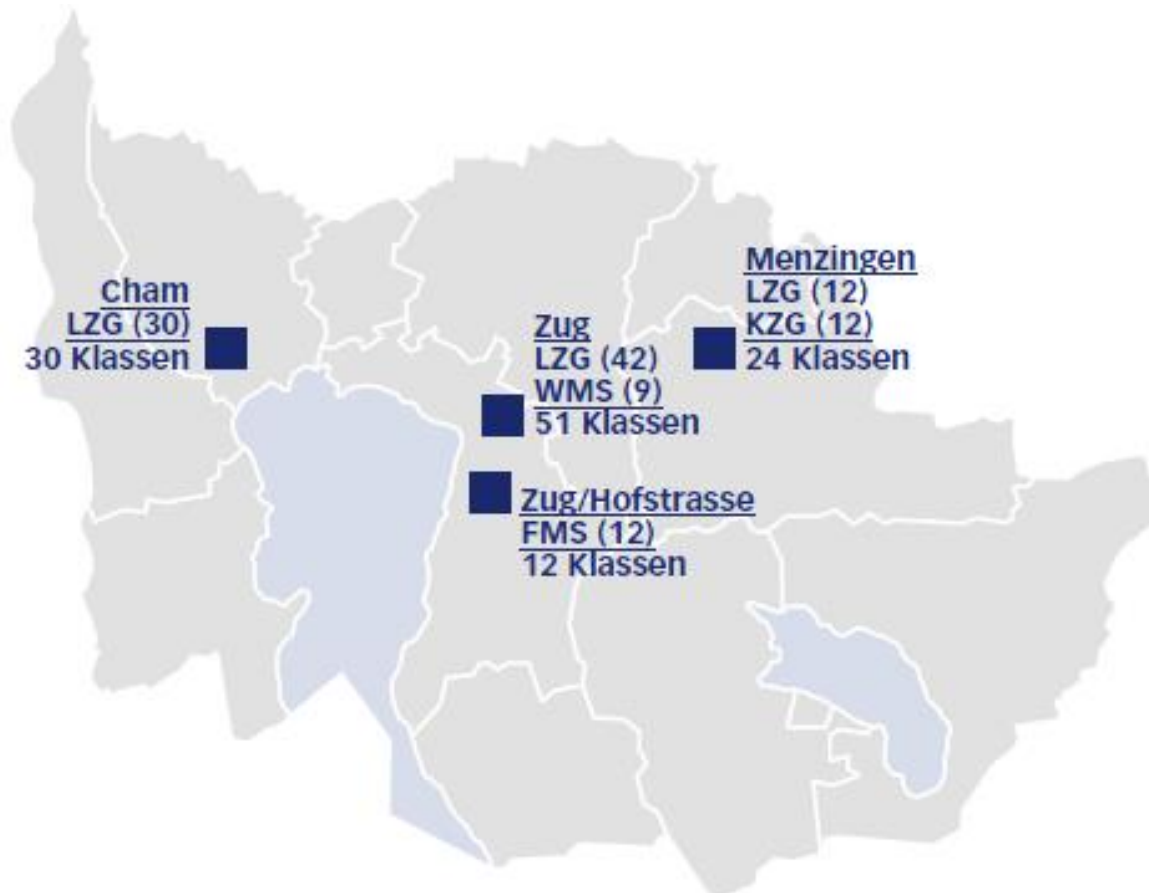 Cham
LZG (30)
30 Klassen
Zug
LZG (42)
WMS (9)
51 Klassen
Menzingen
LZG (12)
KZG (12)
24 Klassen
Zug/Hofstrasse
FMS (12)
12 Klassen